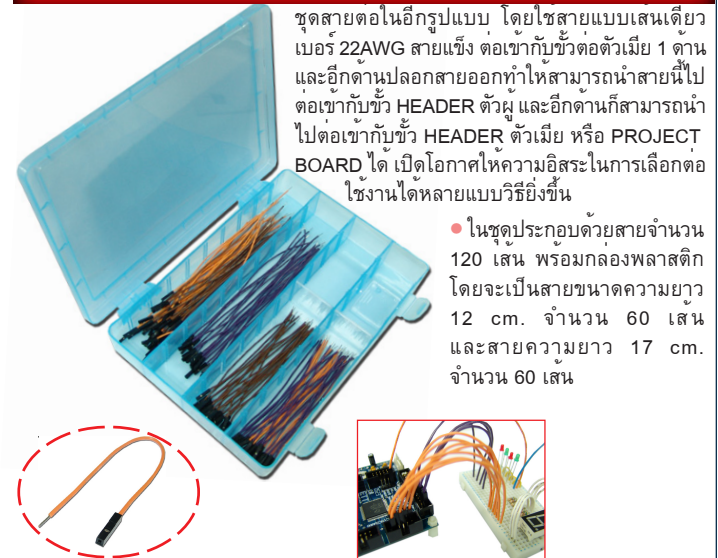 ชุดสายต่อในอีกรูปแบบ โดยใช้สายแบบเส้นเดียว
เบอร์ 22AWG สายแข็ง ต่อเข้ากับขั้วต่อตัวเมีย 1 ด้าน
และอีกด้านปลอกสายออกทำให้สามารถนำสายนี้ไป
ต่อเข้ากับขั้ว HEADER ตัวผู้ และอีกด้านก็สามารถนำ
ไปต่อเข้ากับขั้ว HEADER ตัวเมีย หรือ PROJECT
BOARD ได้ เปิดโอกาสให้ความอิสระในการเลือกต่อ
ใช้งานได้หลายแบบวิธียิ่งขึ้น
● ในชุดประกอบด้วยสายจำนวน
120 เส้น พร้อมกล่องพลาสติก
โดยจะเป็นสายขนาดความยาว
12 cm. จำนวน 60 เส้น
และสายความยาว 17 cm.
จำนวน 60 เส้น